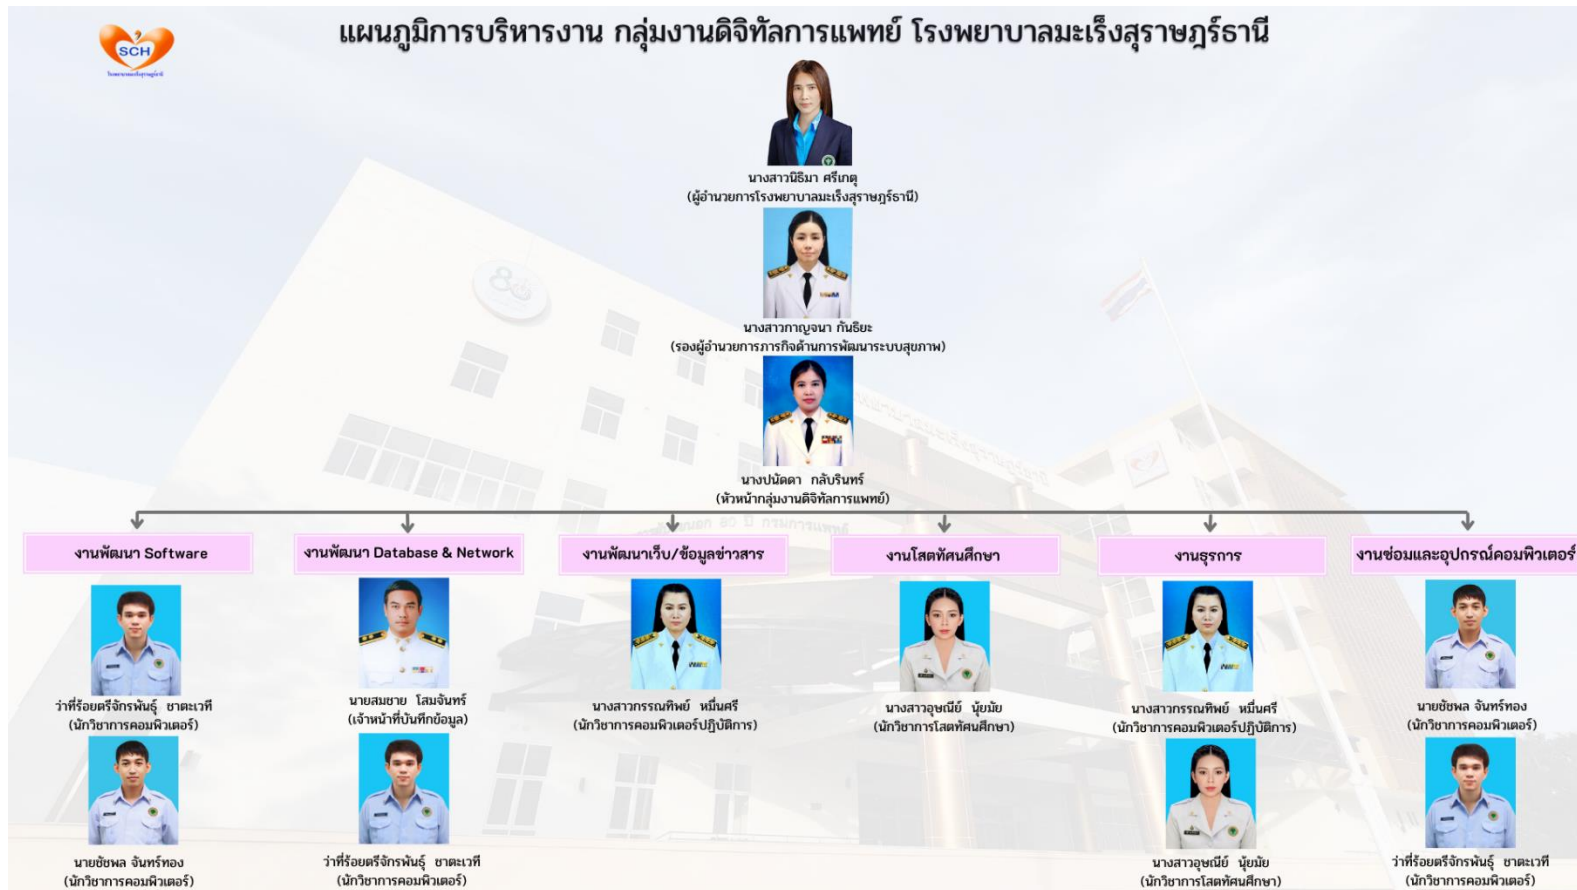 แผนภูมิการบริหารงาน กลุ่มงานดิจิทัลการแพทย์ โรงพยาบาลมะเร็งสุราษฎร์ธานี
SCH
โรงพยาบาลมะเร็งสุราษฎร์ธานี
นางสาวนิธิมา ศรีเกตุ
(ผู้อำนวยการโรงพยาบาลมะเร็งสุราษฎร์ธานี)
นางสาวกาญจนา กันธิยะ
(รองผู้อำนวยการภารกิจด้านการพัฒนาระบบสุขภาพ)
นางปนัดดา กลับรินทร์
(หัวหน้ากลุ่มงานดิจิทัลการแพทย์)
งานพัฒนา Software
งานพัฒนา Database & Network
งานพัฒนาเว็บ/ข้อมูลข่าวสาร
งานโสตทัศนศึกษา
งานธุรการ
งานซ่อมและอุปกรณ์คอมพิวเตอร์
ว่าที่ร้อยตรีจักรพันธุ์ ชาตะเวที
(นักวิชาการคอมพิวเตอร์)
นายสมชาย โสมจันทร์
(เจ้าหน้าที่บันทึกข้อมูล)
นางสาวกรรณทิพย์ หมื่นศรี
(นักวิชาการคอมพิวเตอร์ปฏิบัติการ)
นางสาวอุษณีย์ นุ้ยมัย
(นักวิชาการโสตทัศนศึกษา)
นางสาวกรรณทิพย์ หมื่นศรี
(นักวิชาการคอมพิวเตอร์ปฏิบัติการ)
นายชัชพล จันทร์ทอง
(นักวิชาการคอมพิวเตอร์)
นายชัชพล จันทร์ทอง
(นักวิชาการคอมพิวเตอร์)
ว่าที่ร้อยตรีจักรพันธุ์ ชาตะเวที
(นักวิชาการคอมพิวเตอร์)
นางสาวอุษณีย์ นุ้ยมัย
(นักวิชาการโสตทัศนศึกษา)
ว่าที่ร้อยตรีจักรพันธุ์ ชาตะเวที
(นักวิชาการคอมพิวเตอร์)